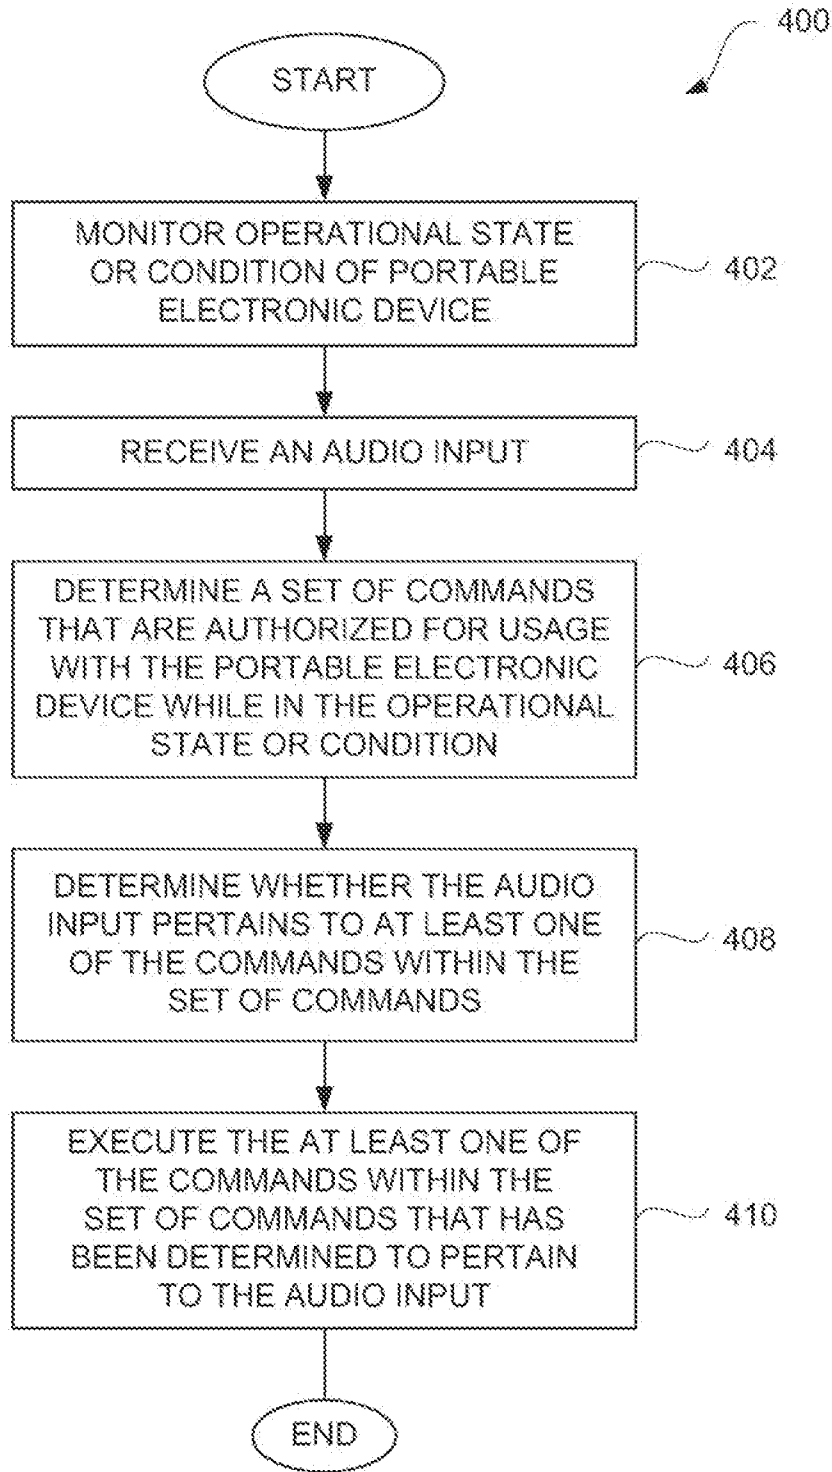 400
START
MONITOR OPERATIONAL STATE
OR CONDITION OF PORTABLE
ELECTRONIC DEVICE
402
RECEIVE AN AUDIO INPUT
404
DETERMINE A SET OF COMMANDS
THAT ARE AUTHORIZED FOR USAGE
WITH THE PORTABLE ELECTRONIC
DEVICE WHILE IN THE OPERATIONAL
STATE OR CONDITION
406
DETERMINE WHETHER THE AUDIO
INPUT PERTAINS TO AT LEAST ONE
OF THE COMMANDS WITHIN THE
SET OF COMMANDS
408
EXECUTE THE AT LEAST ONE OF
THE COMMANDS WITHIN THE
SET OF COMMANDS THAT HAS
BEEN DETERMINED TO PERTAIN
TO THE AUDIO INPUT
410
END